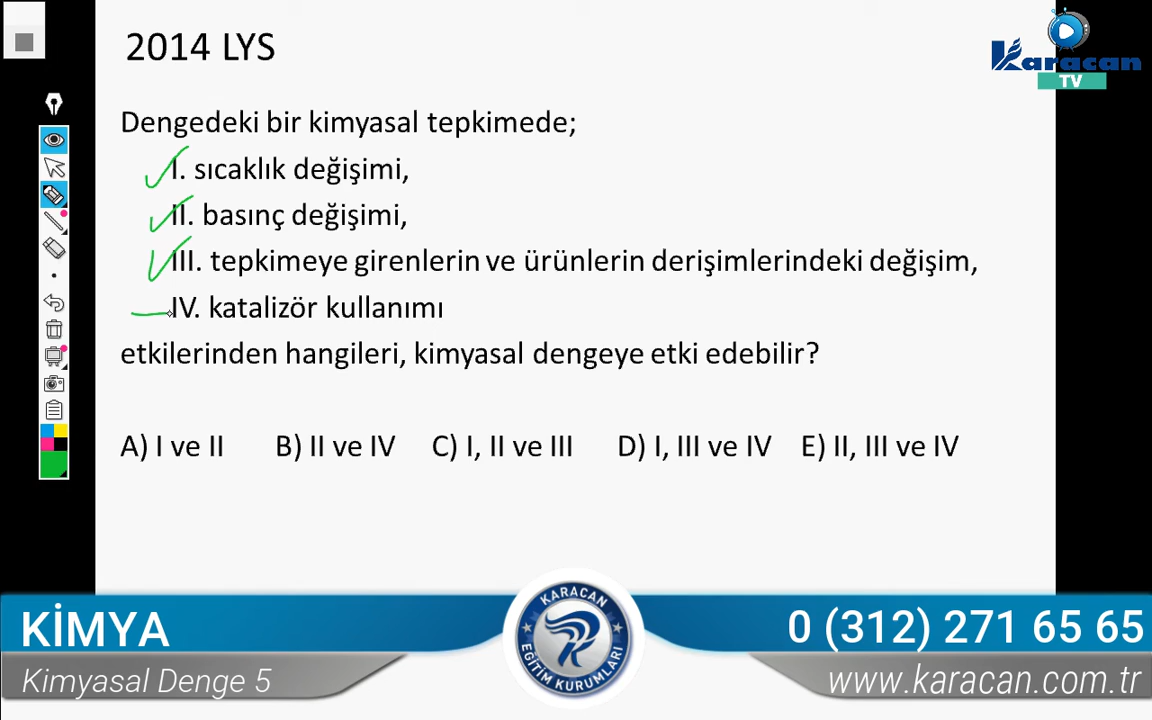 2014 LYS
Karacan
TV
Dengedeki bir kimyasal tepkimede;
I. sıcaklık değişimi,
II. basınç değişimi,
III. tepkimeye girenlerin ve ürünlerin derişimlerindeki değişim,
IV. katalizör kullanımı
etkilerinden hangileri, kimyasal dengeye etki edebilir?
A) I ve II B) II ve IV C) I, II ve III D) I, III ve IV E) II, III ve IV
KİMYA
Kimyasal Denge 5
KARACAN
EĞİTİM KURUMLARI
0 (312) 271 65 65
www.karacan.com.tr